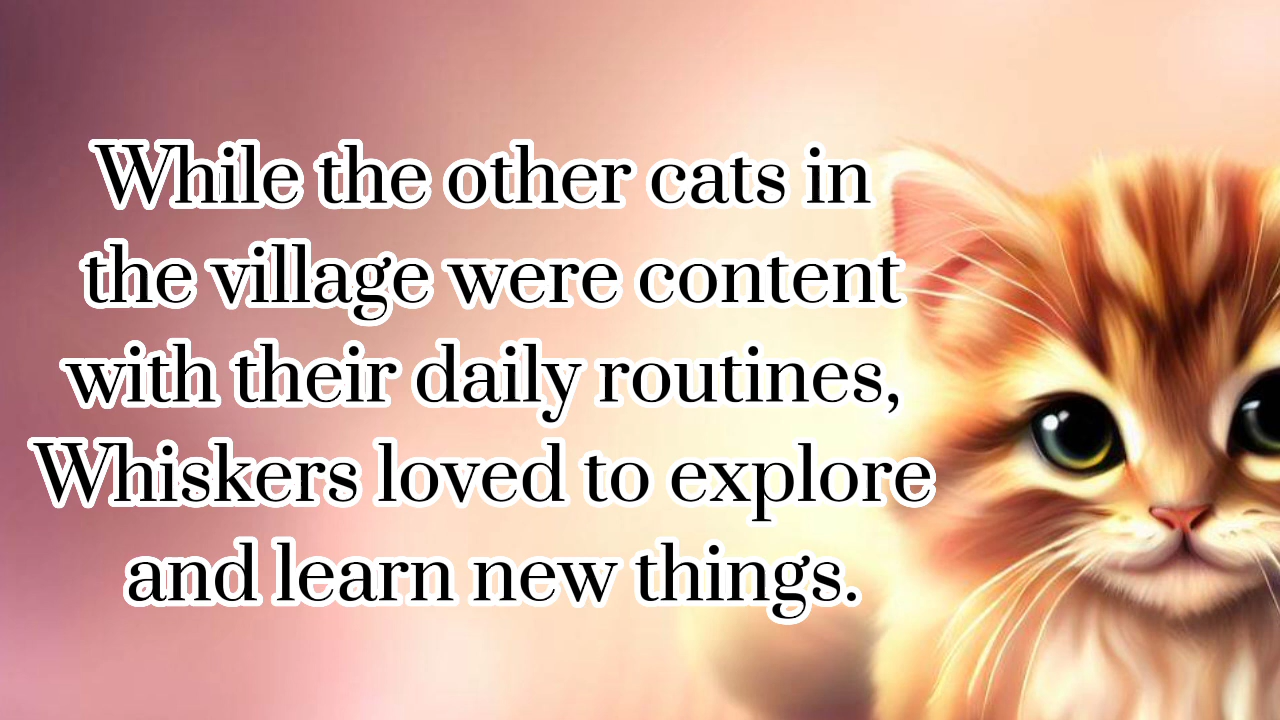 While the other cats in
the village were content
with their daily routines,
Whiskers loved to explore
and learn new things.